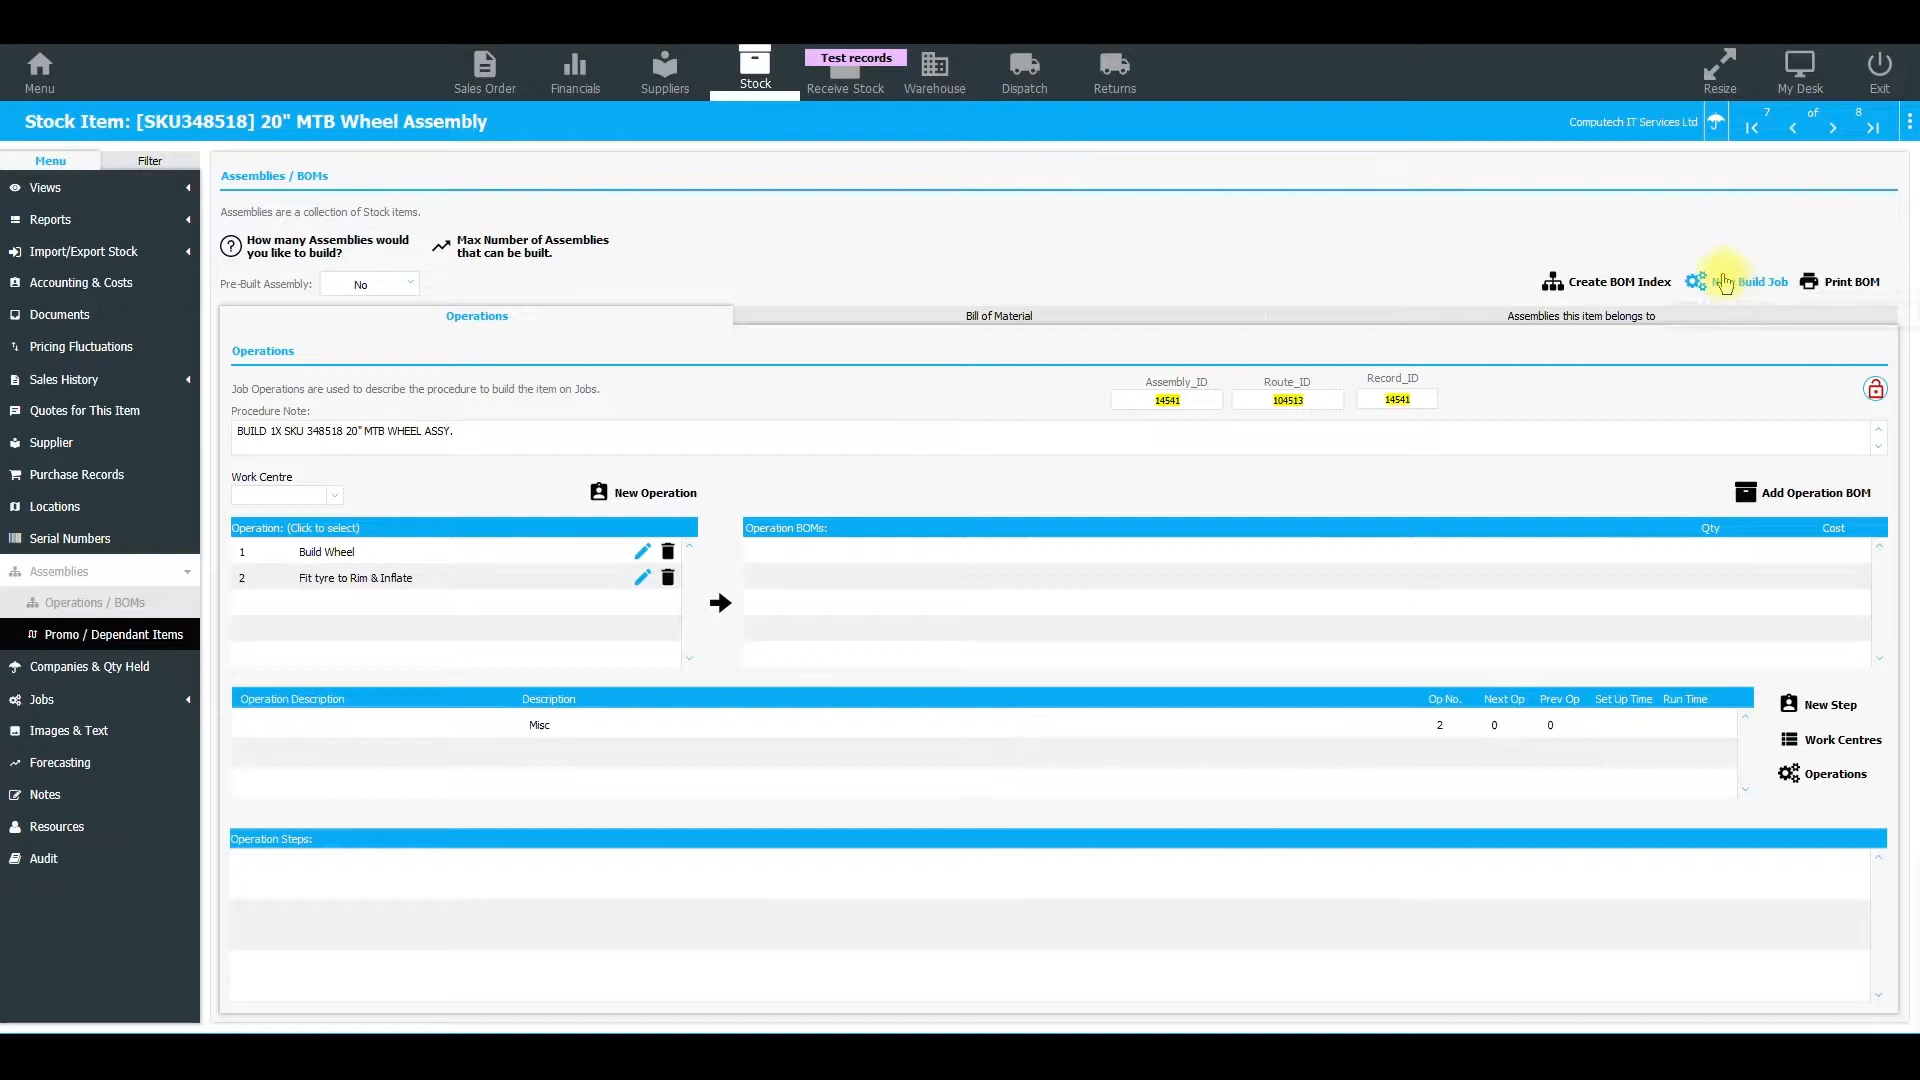 Test records
Menu
Sales Order
Financials
Suppliers
Stock
Receive Stock
Warehouse
Dispatch
Returns
Resize
My Desk
Exit
Stock Item: [SKU348518] 20" MTB Wheel Assembly
Computech IT Services Ltd
7 of 8
Menu
Filter
Views
Reports
Import/Export Stock
Accounting & Costs
Documents
Pricing Fluctuations
Sales History
Quotes for This Item
Supplier
Purchase Records
Locations
Serial Numbers
Assemblies
Operations / BOMs
Promo / Dependant Items
Companies & Qty Held
Jobs
Images & Text
Forecasting
Notes
Resources
Audit
Assemblies / BOMs
Assemblies are a collection of Stock items.
How many Assemblies would
you like to build?
Max Number of Assemblies
that can be built.
Pre-Built Assembly: No
Create BOM Index
Build Job
Print BOM
Operations
Bill of Material
Assemblies this item belongs to
Operations
Job Operations are used to describe the procedure to build the item on Jobs.
Assembly_ID
Route_ID
Record_ID
14541
104513
14541
Procedure Note:
BUILD 1X SKU 348518 20" MTB WHEEL ASSY.
Work Centre
New Operation
Add Operation BOM
Operation: (Click to select)
1 Build Wheel
2 Fit tyre to Rim & Inflate
Operation BOMs: Qty Cost
Operation Description Description Op No. Next Op Prev Op Set Up Time Run Time
Misc 2 0 0
New Step
Work Centres
Operations
Operation Steps: